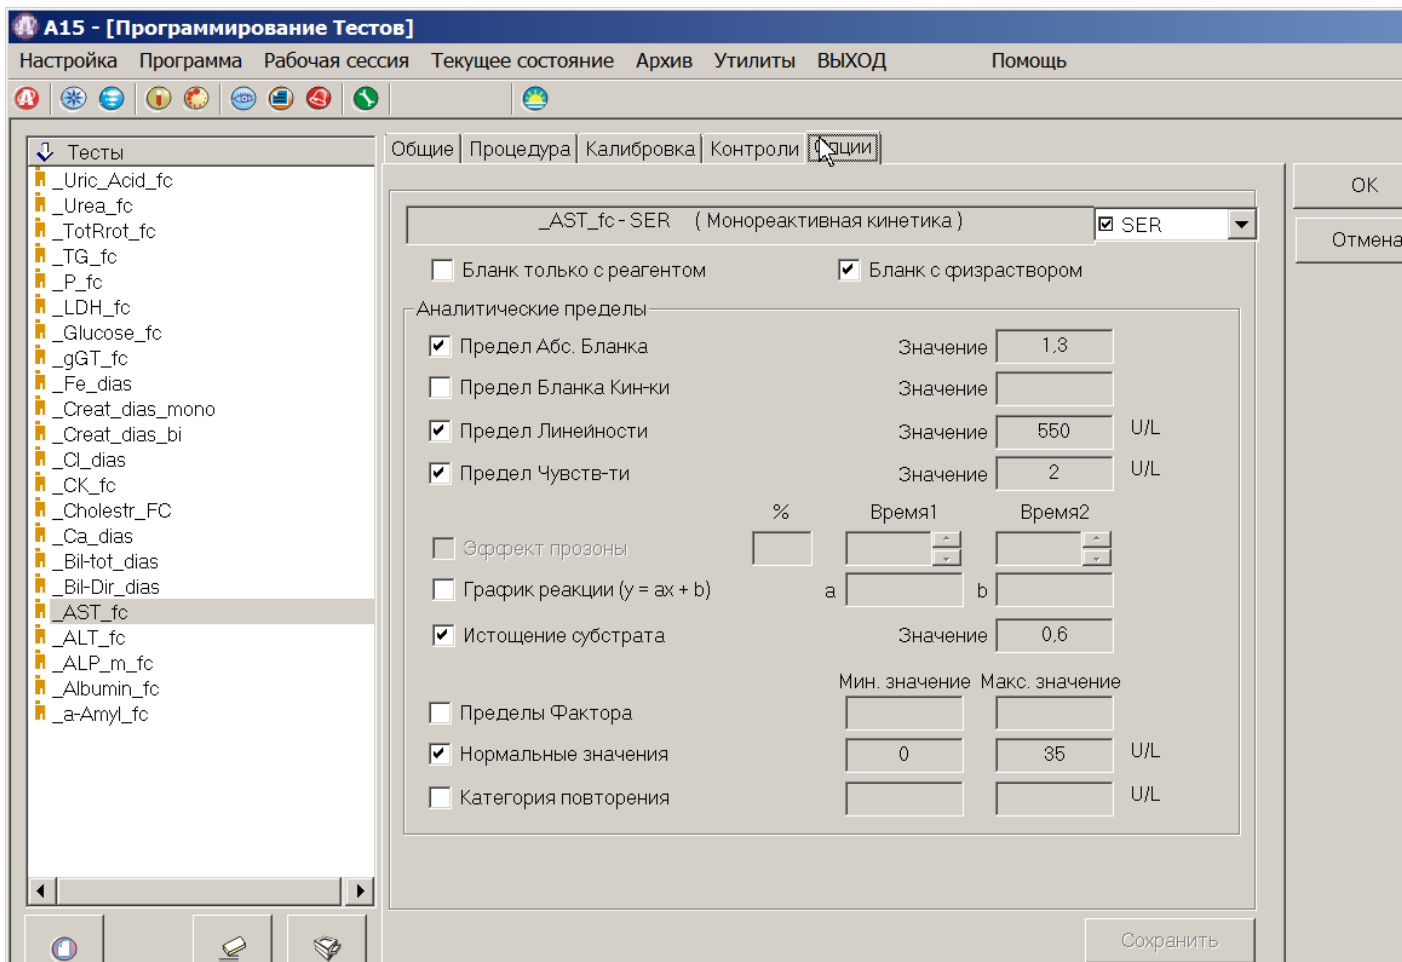 A15 - [Программирование Тестов]
Настройка Программа Рабочая сессия Текущее состояние Архив Утилиты ВЫХОД Помощь
Тесты
_Uric_Acid_fc
_Urea_fc
_TotRrot_fc
_TG_fc
_P_fc
_LDH_fc
_Glucose_fc
_gGT_fc
_Fe_dias
_Creat_dias_mono
_Creat_dias_bi
_Cl_dias
_CK_fc
_Cholestr_FC
_Ca_dias
_Bil-tot_dias
_Bil-Dir_dias
_AST_fc
_ALT_fc
_ALP_m_fc
_Albumin_fc
_a-Amyl_fc
Общие Процедура Калибровка Контроли Опции
_AST_fc - SER ( Монореактивная кинетика ) SER
Бланк только с реагентом Бланк с физраствором
Аналитические пределы
Предел Абс. Бланка Значение 1,3
Предел Бланка Кин-ки Значение
Предел Линейности Значение 550 U/L
Предел Чувств-ти Значение 2 U/L
% Время1 Время2
Эффект прозоны
График реакции (y = ax + b) a b
Истощение субстрата Значение 0,6
Мин. значение Макс. значение
Пределы Фактора
Нормальные значения 0 35 U/L
Категория повторения U/L
Сохранить
OK
Отмена